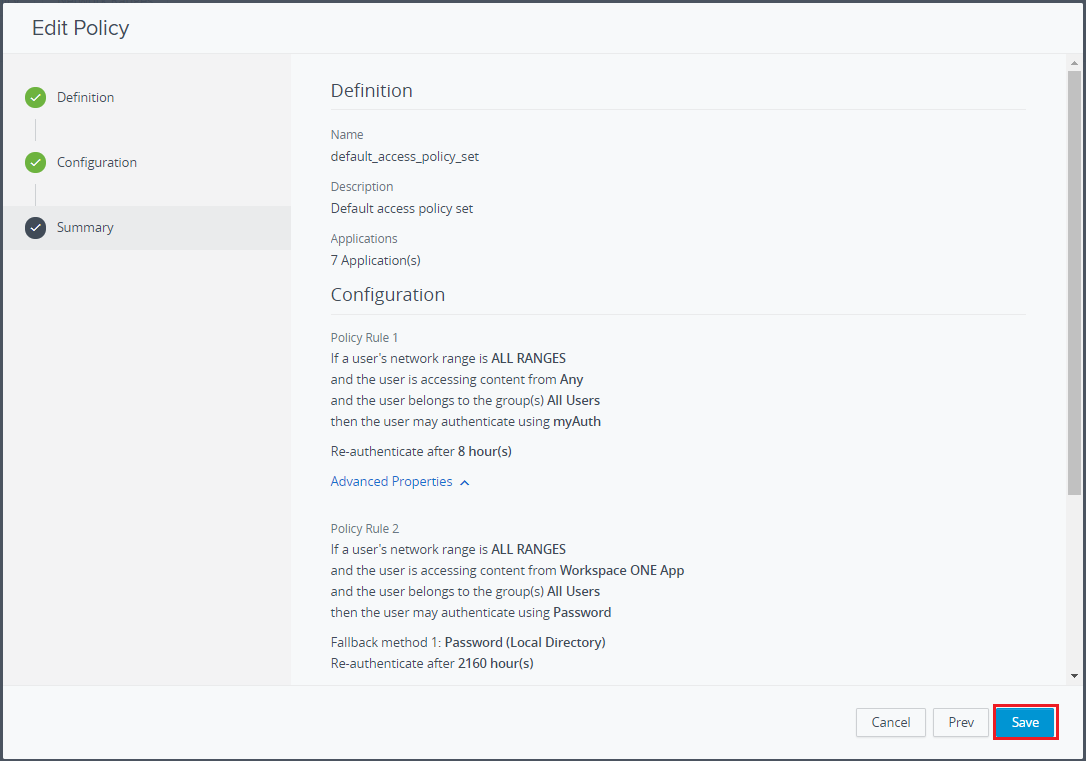 Edit Policy
Definition
Configuration
Summary
Definition
Name
default_access_policy_set
Description
Default access policy set
Applications
7 Application(s)
Configuration
Policy Rule 1
If a user's network range is ALL RANGES
and the user is accessing content from Any
and the user belongs to the group(s) All Users
then the user may authenticate using myAuth
Re-authenticate after 8 hour(s)
Advanced Properties
Policy Rule 2
If a user's network range is ALL RANGES
and the user is accessing content from Workspace ONE App
and the user belongs to the group(s) All Users
then the user may authenticate using Password
Fallback method 1: Password (Local Directory)
Re-authenticate after 2160 hour(s)
Cancel
Prev
Save